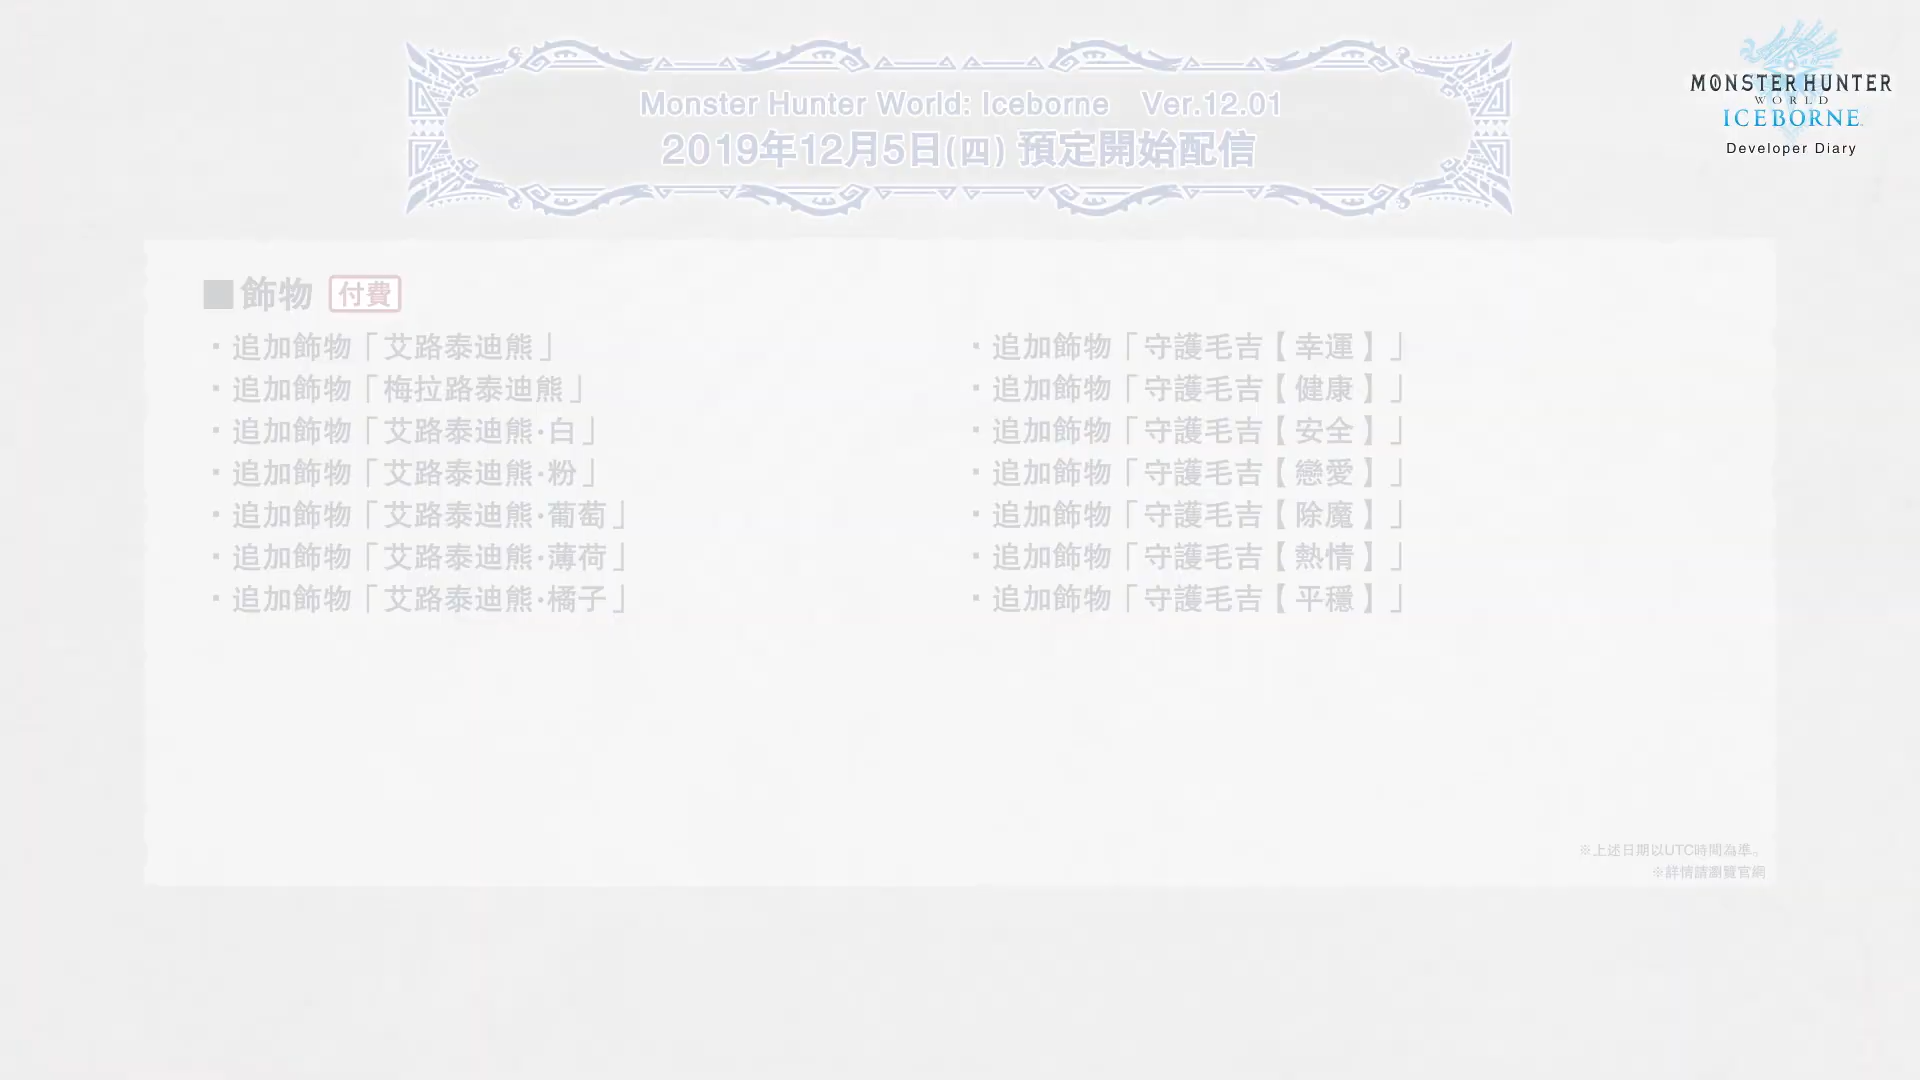 MONSTER HUNTER
WORLD
ICEBORNE
Developer Diary
Monster Hunter World: Iceborne Ver.12.01
2019年12月5日(四) 預定開始配信
■飾物 付費
・追加飾物「艾路泰迪熊」
・追加飾物「梅拉路泰迪熊」
・追加飾物「艾路泰迪熊·白」
・追加飾物「艾路泰迪熊·粉」
・追加飾物「艾路泰迪熊·葡萄」
・追加飾物「艾路泰迪熊·薄荷」
・追加飾物「艾路泰迪熊·橘子」
・追加飾物「守護毛吉【幸運】」
・追加飾物「守護毛吉【健康】」
・追加飾物「守護毛吉【安全】」
・追加飾物「守護毛吉【戀愛】」
・追加飾物「守護毛吉【除魔】」
・追加飾物「守護毛吉【熱情】」
・追加飾物「守護毛吉【平穩】」
※上述日期以UTC時間為準。
※詳情請瀏覽官網